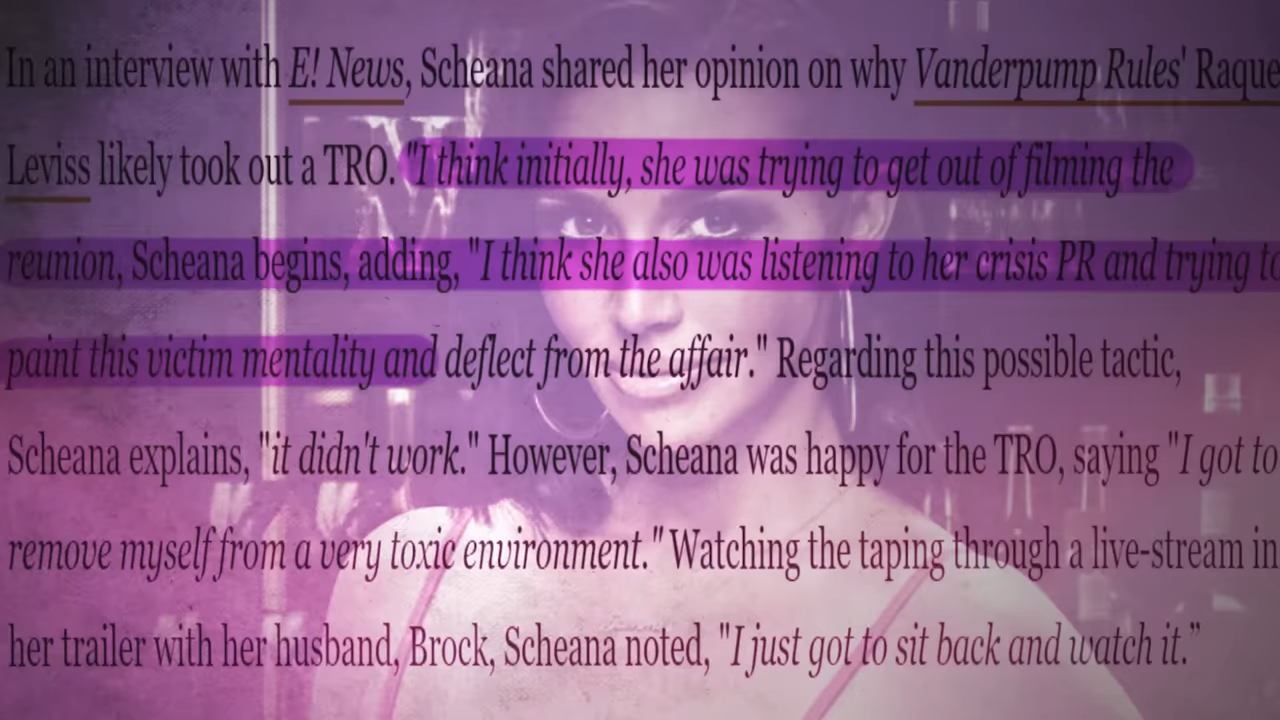 In an interview with E! News, Scheana shared her opinion on why Vanderpump Rules' Raque
Leviss likely took out a TRO. "I think initially, she was trying to get out of filming the
reunion, Scheana begins, adding, "I think she also was listening to her crisis PR and trying to
paint this victim mentality and deflect from the affair." Regarding this possible tactic,
Scheana explains, "it didn't work." However, Scheana was happy for the TRO, saying "I got to
remove myself from a very toxic environment." Watching the taping through a live-stream in
her trailer with her husband, Brock, Scheana noted, "I just got to sit back and watch it.”